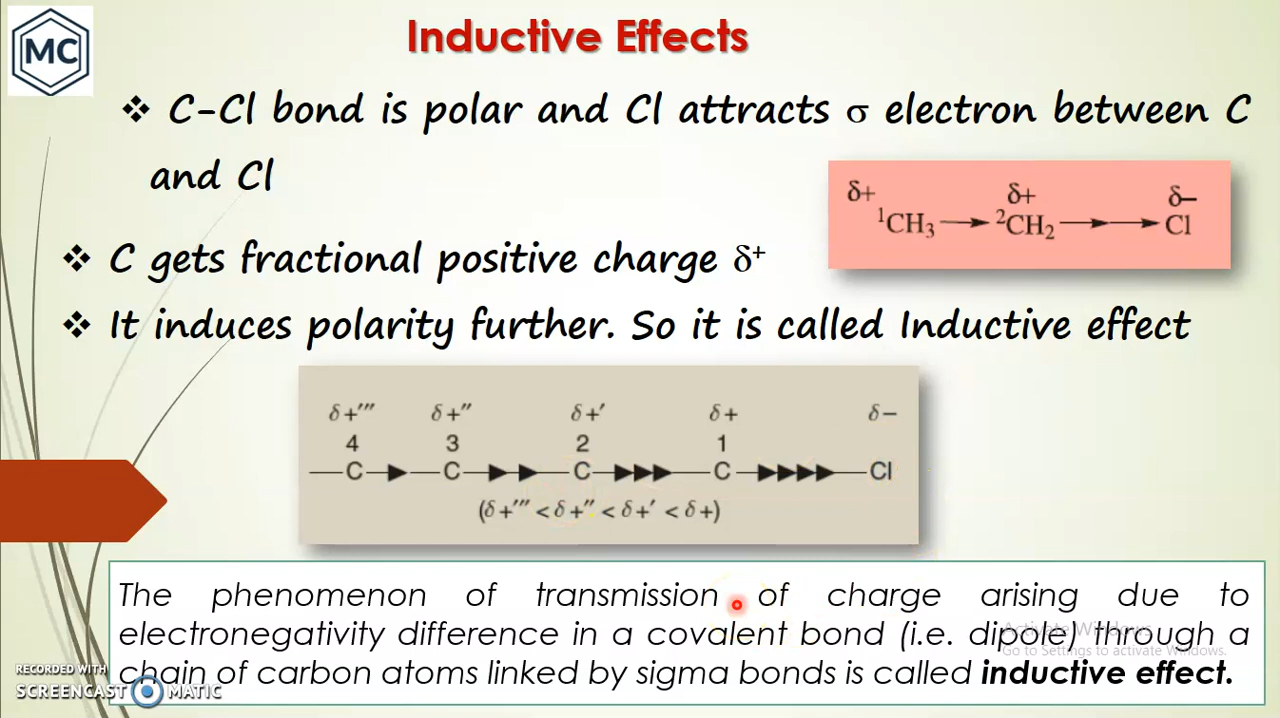 MC
Inductive Effects
❖ C-Cl bond is polar and Cl attracts σ electron between C
and Cl
δ+ δ+ δ–
¹CH₃ ⟶ ²CH₂ ⟶⟶ Cl
❖ C gets fractional positive charge δ⁺
❖ It induces polarity further. So it is called Inductive effect
δ+‴ δ+″ δ+′ δ+ δ–
4 3 2 1
—C—▶—C—▶▶—C—▶▶▶—C—▶▶▶▶—Cl
(δ+‴ < δ+″ < δ+′ < δ+)
The phenomenon of transmission of charge arising due to
electronegativity difference in a covalent bond (i.e. dipole) through a
chain of carbon atoms linked by sigma bonds is called inductive effect.
Activate Windows
Go to Settings to activate Windows.
RECORDED WITH
SCREENCAST MATIC